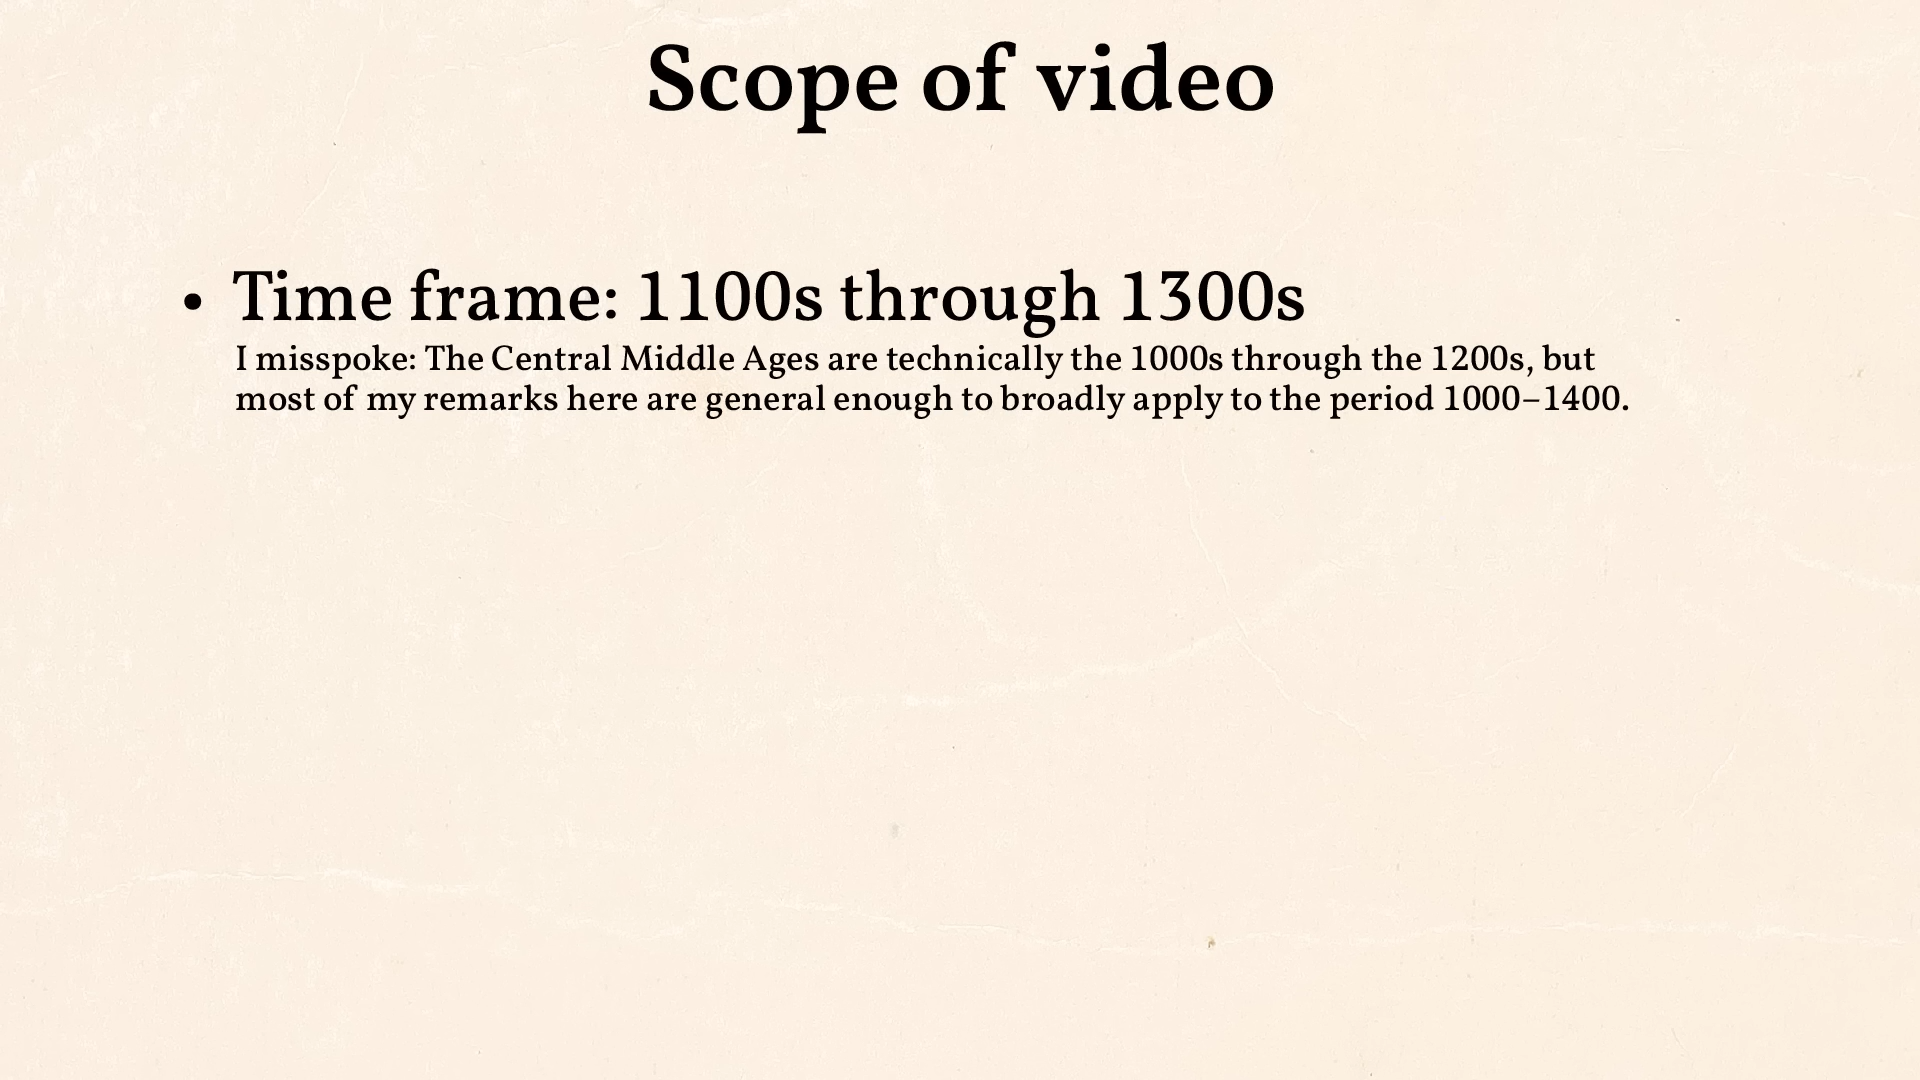 Scope of video
• Time frame: 1100s through 1300s
I misspoke: The Central Middle Ages are technically the 1000s through the 1200s, but
most of my remarks here are general enough to broadly apply to the period 1000–1400.